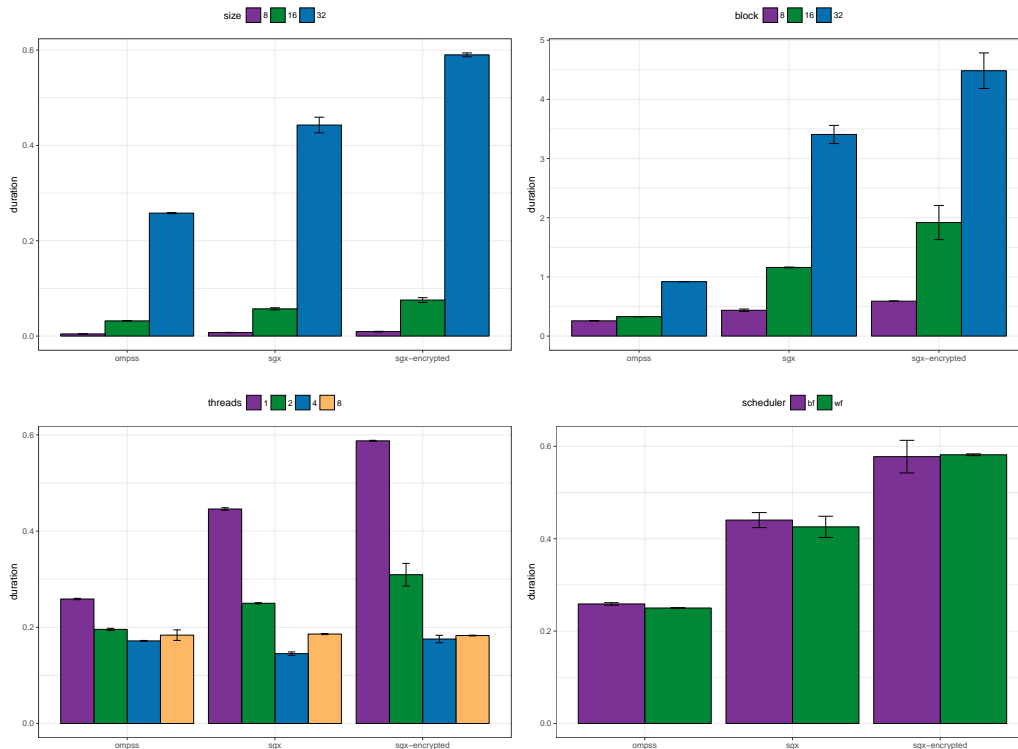 size 8 16 32
0.6
0.4
0.2
0.0
duration
ompss sgx sgx-encrypted
block 8 16 32
5
4
3
2
1
0
duration
ompss sgx sgx-encrypted
threads 1 2 4 8
0.6
0.4
0.2
0.0
duration
ompss sgx sgx-encrypted
scheduler bf wf
0.6
0.4
0.2
0.0
duration
ompss sgx sgx-encrypted